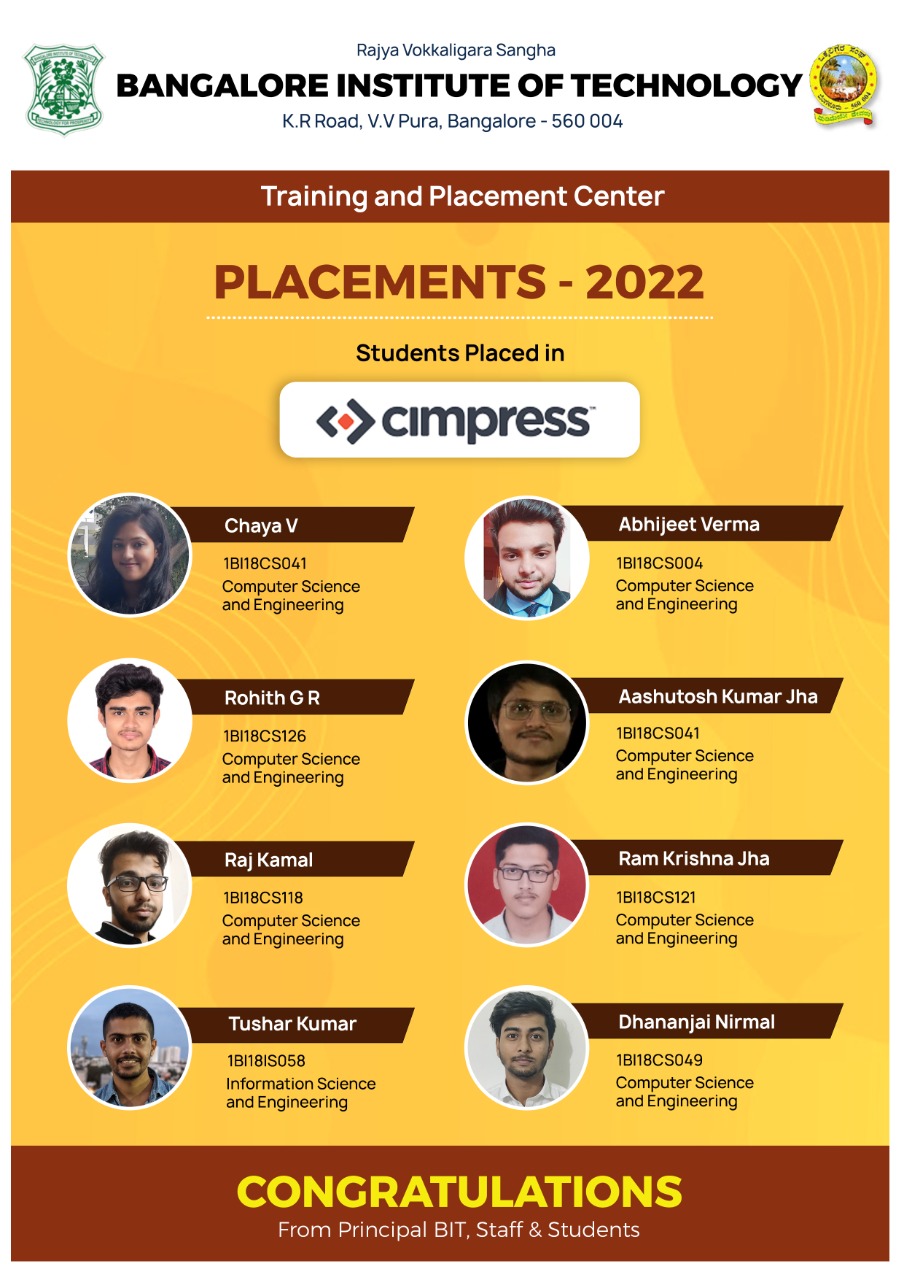 Rajya Vokkaligara Sangha
BANGALORE INSTITUTE OF TECHNOLOGY
K.R Road, V.V Pura, Bangalore - 560 004
Training and Placement Center
PLACEMENTS - 2022
Students Placed in
cimpress™
Chaya V
1BI18CS041
Computer Science
and Engineering
Abhijeet Verma
1BI18CS004
Computer Science
and Engineering
Rohith G R
1BI18CS126
Computer Science
and Engineering
Aashutosh Kumar Jha
1BI18CS041
Computer Science
and Engineering
Raj Kamal
1BI18CS118
Computer Science
and Engineering
Ram Krishna Jha
1BI18CS121
Computer Science
and Engineering
Tushar Kumar
1BI18IS058
Information Science
and Engineering
Dhananjai Nirmal
1BI18CS049
Computer Science
and Engineering
CONGRATULATIONS
From Principal BIT, Staff & Students